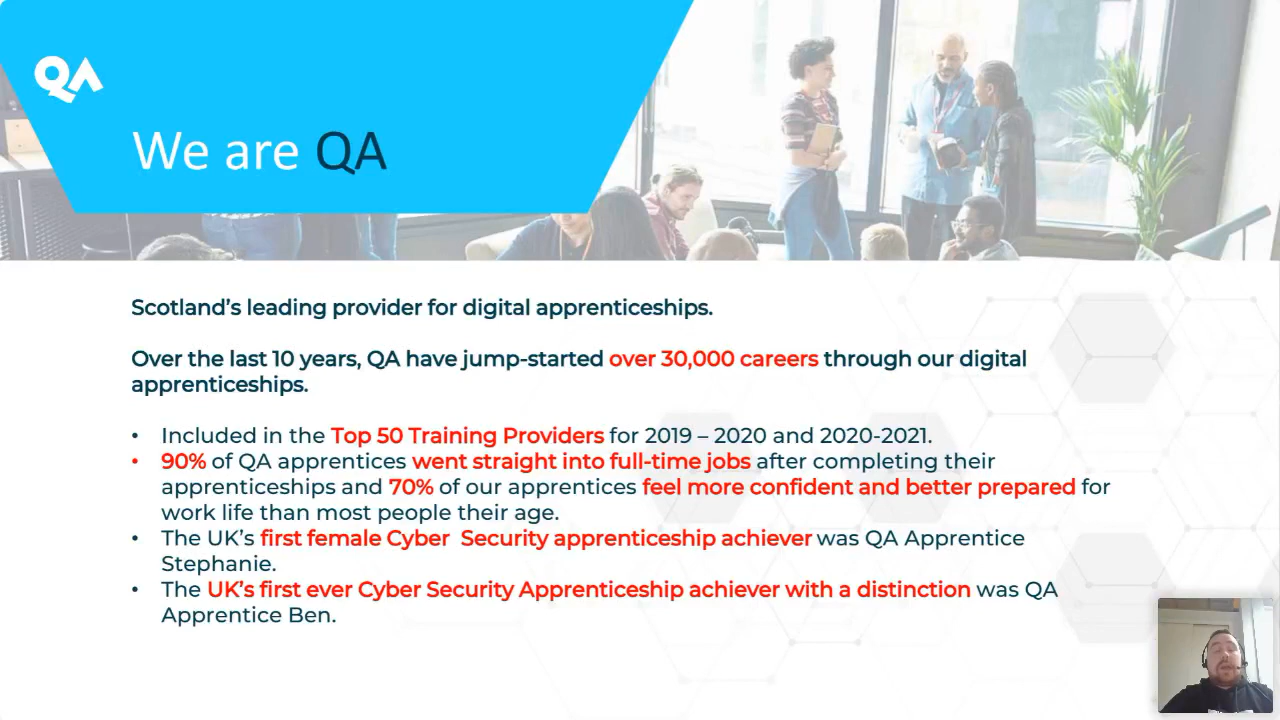 QA
We are QA
Scotland's leading provider for digital apprenticeships.
Over the last 10 years, QA have jump-started over 30,000 careers through our digital
apprenticeships.
• Included in the Top 50 Training Providers for 2019 – 2020 and 2020-2021.
• 90% of QA apprentices went straight into full-time jobs after completing their
apprenticeships and 70% of our apprentices feel more confident and better prepared for
work life than most people their age.
• The UK's first female Cyber  Security apprenticeship achiever was QA Apprentice
Stephanie.
• The UK's first ever Cyber Security Apprenticeship achiever with a distinction was QA
Apprentice Ben.